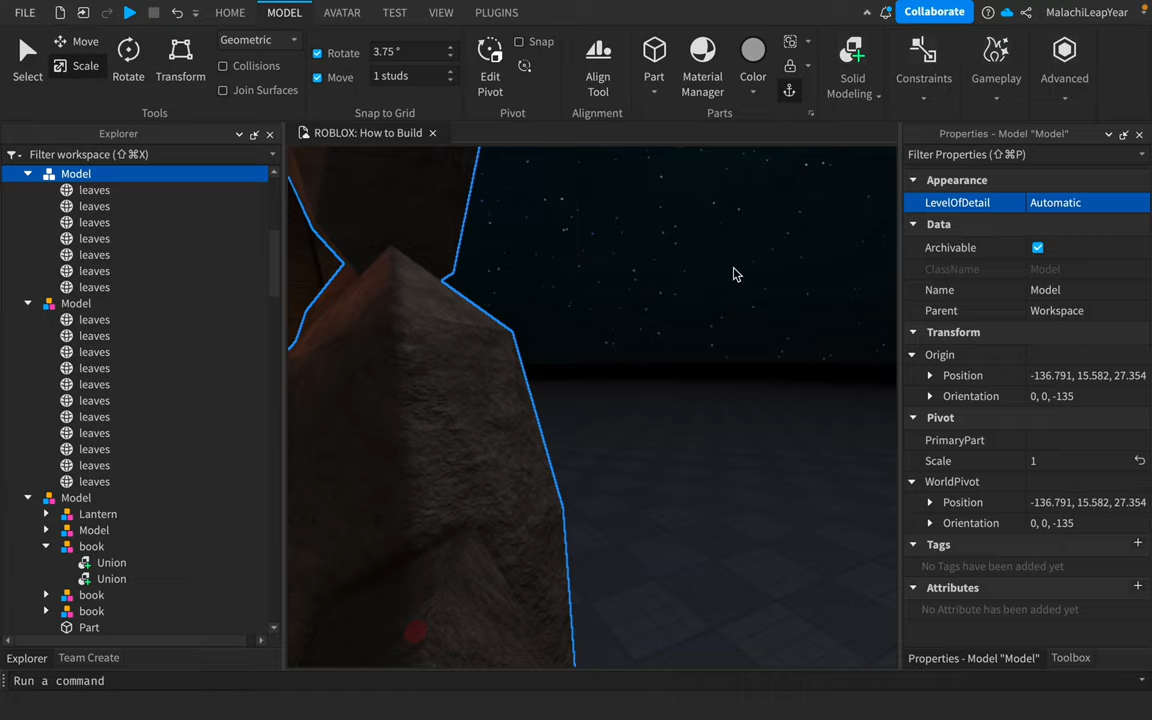 FILE HOME MODEL AVATAR TEST VIEW PLUGINS Collaborate MalachiLeapYear
Select
Move
Scale
Rotate
Transform
Geometric
Collisions
Join Surfaces
Tools
Rotate 3.75 °
Move 1 studs
Snap to Grid
Edit
Pivot
Snap
Pivot
Align
Tool
Alignment
Part
Material
Manager
Color
Parts
Solid
Modeling
Constraints
Gameplay
Advanced
Explorer
Filter workspace (⇧⌘X)
Model
leaves
leaves
leaves
leaves
leaves
leaves
leaves
Model
leaves
leaves
leaves
leaves
leaves
leaves
leaves
leaves
leaves
leaves
leaves
Model
Lantern
Model
book
Union
Union
book
book
Part
Explorer Team Create
Run a command
ROBLOX: How to Build
Properties - Model "Model"
Filter Properties (⇧⌘P)
Appearance
LevelOfDetail Automatic
Data
Archivable
ClassName Model
Name Model
Parent Workspace
Transform
Origin
Position -136.791, 15.582, 27.354
Orientation 0, 0, -135
Pivot
PrimaryPart
Scale 1
WorldPivot
Position -136.791, 15.582, 27.354
Orientation 0, 0, -135
Tags
No Tags have been added yet
Attributes
No Attribute has been added yet
Properties - Model "Model" Toolbox